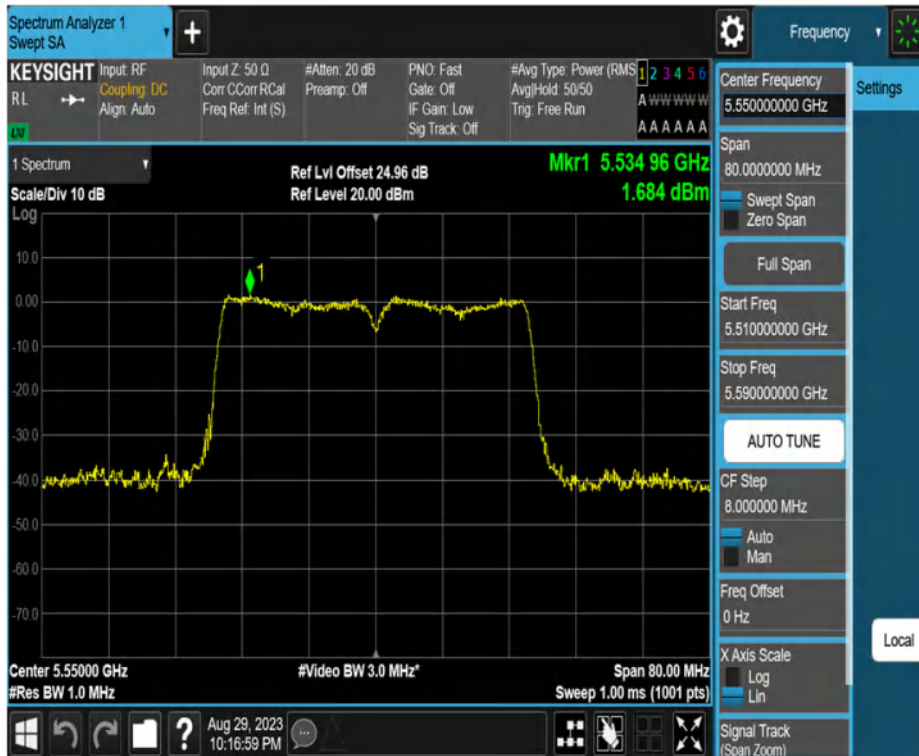 Spectrum Analyzer 1
Swept SA
+
Frequency
KEYSIGHT
RL
LXI
Input: RF
Coupling: DC
Align: Auto
Input Z: 50 Ω
Corr CCorr RCal
Freq Ref: Int (S)
#Atten: 20 dB
Preamp: Off
PNO: Fast
Gate: Off
IF Gain: Low
Sig Track: Off
#Avg Type: Power (RMS
Avg|Hold: 50/50
Trig: Free Run
1 2 3 4 5 6
A W W W W W
A A A A A A
1 Spectrum
Scale/Div 10 dB
Log
Ref Lvl Offset 24.96 dB
Ref Level 20.00 dBm
Mkr1 5.534 96 GHz
1.684 dBm
1
10.0
0.00
-10.0
-20.0
-30.0
-40.0
-50.0
-60.0
-70.0
Center 5.55000 GHz
#Res BW 1.0 MHz
#Video BW 3.0 MHz*
Span 80.00 MHz
Sweep 1.00 ms (1001 pts)
?
Aug 29, 2023
10:16:59 PM
Center Frequency
5.550000000 GHz
Span
80.0000000 MHz
Swept Span
Zero Span
Full Span
Start Freq
5.510000000 GHz
Stop Freq
5.590000000 GHz
AUTO TUNE
CF Step
8.000000 MHz
Auto
Man
Freq Offset
0 Hz
X Axis Scale
Log
Lin
Signal Track
(Span Zoom)
Settings
Local